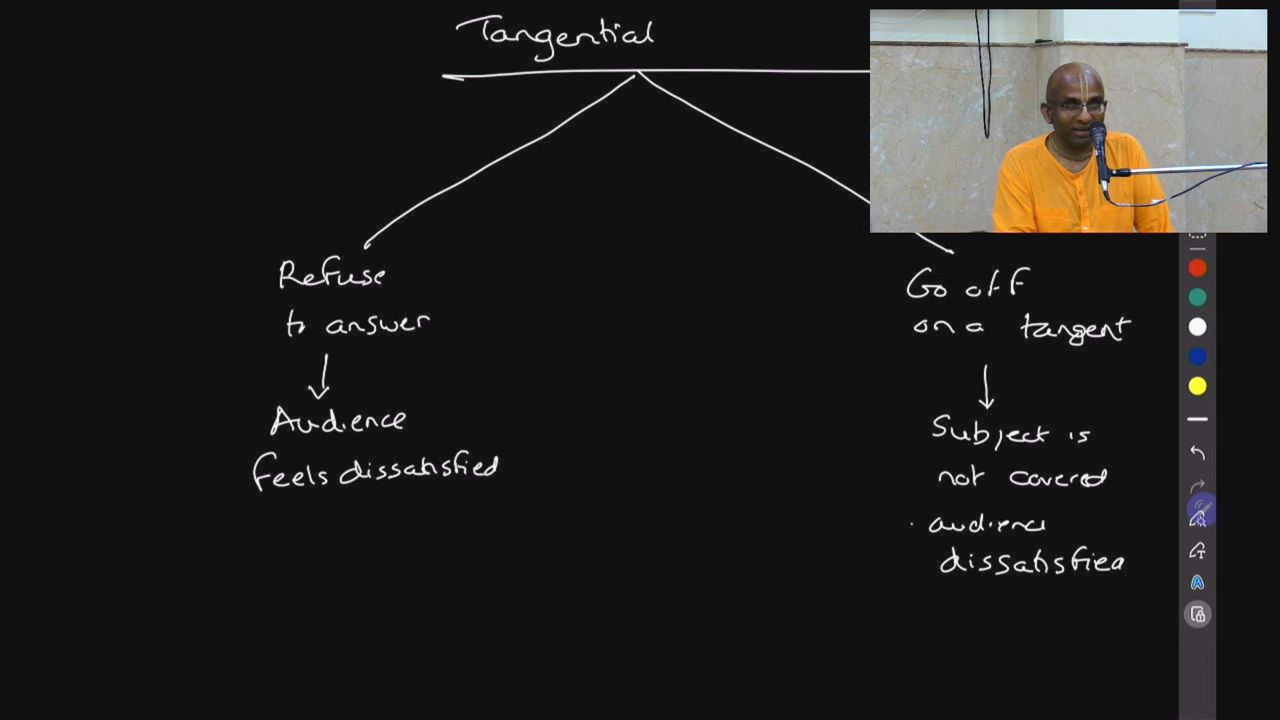 Tangential
Refuse
to answer
Audience
feels dissatisfied
Go off
on a tangent
Subject is
not covered
. audience
dissatisfied